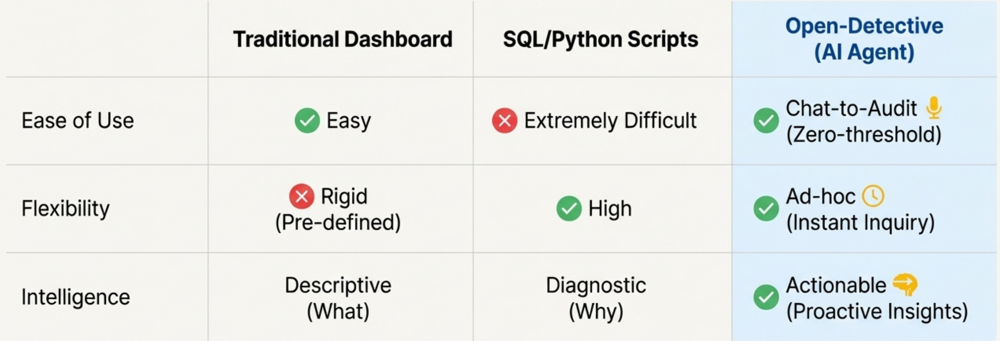 Traditional Dashboard
SQL/Python Scripts
Open-Detective
(AI Agent)
Ease of Use
Easy
Extremely Difficult
Chat-to-Audit
(Zero-threshold)
Flexibility
Rigid
(Pre-defined)
High
Ad-hoc
(Instant Inquiry)
Intelligence
Descriptive
(What)
Diagnostic
(Why)
Actionable
(Proactive Insights)